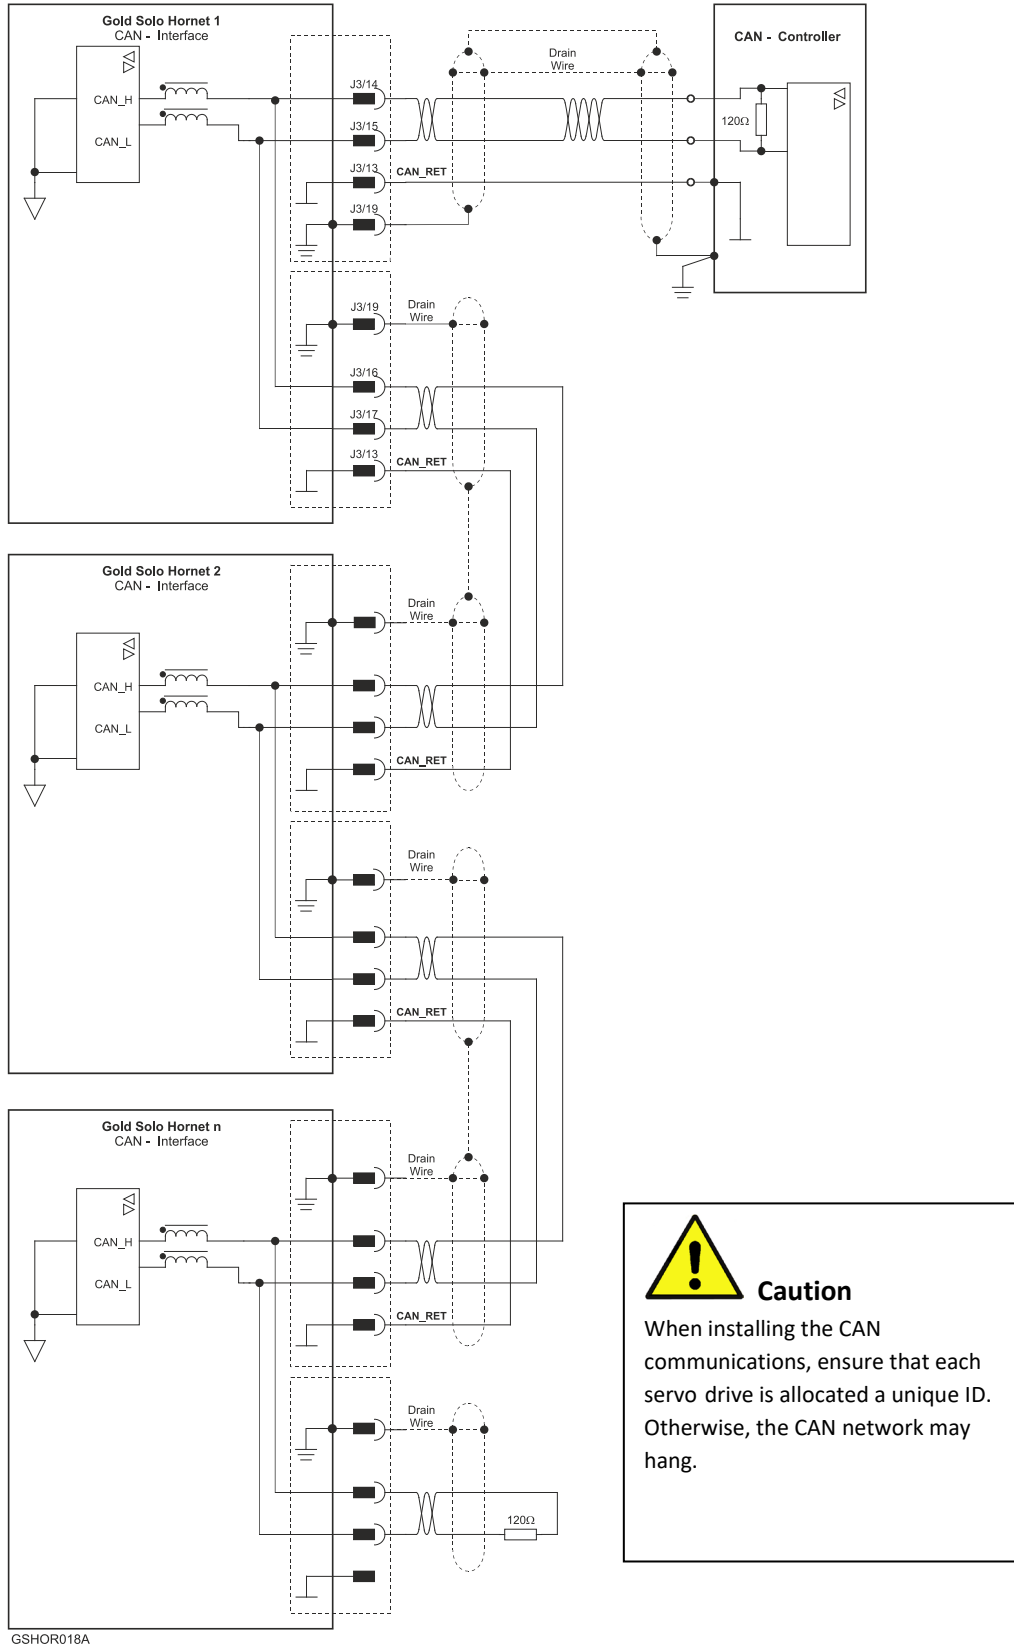 Gold Solo Hornet 1
CAN - Interface
CAN_H
CAN_L
J3/14
J3/15
J3/13
CAN_RET
J3/19
Drain
Wire
CAN - Controller
120Ω
J3/19
Drain
Wire
J3/16
J3/17
J3/13
CAN_RET
Gold Solo Hornet 2
CAN - Interface
CAN_H
CAN_L
Drain
Wire
CAN_RET
Drain
Wire
CAN_RET
Gold Solo Hornet n
CAN - Interface
CAN_H
CAN_L
Drain
Wire
CAN_RET
Drain
Wire
120Ω
Caution
When installing the CAN
communications, ensure that each
servo drive is allocated a unique ID.
Otherwise, the CAN network may
hang.
GSHOR018A